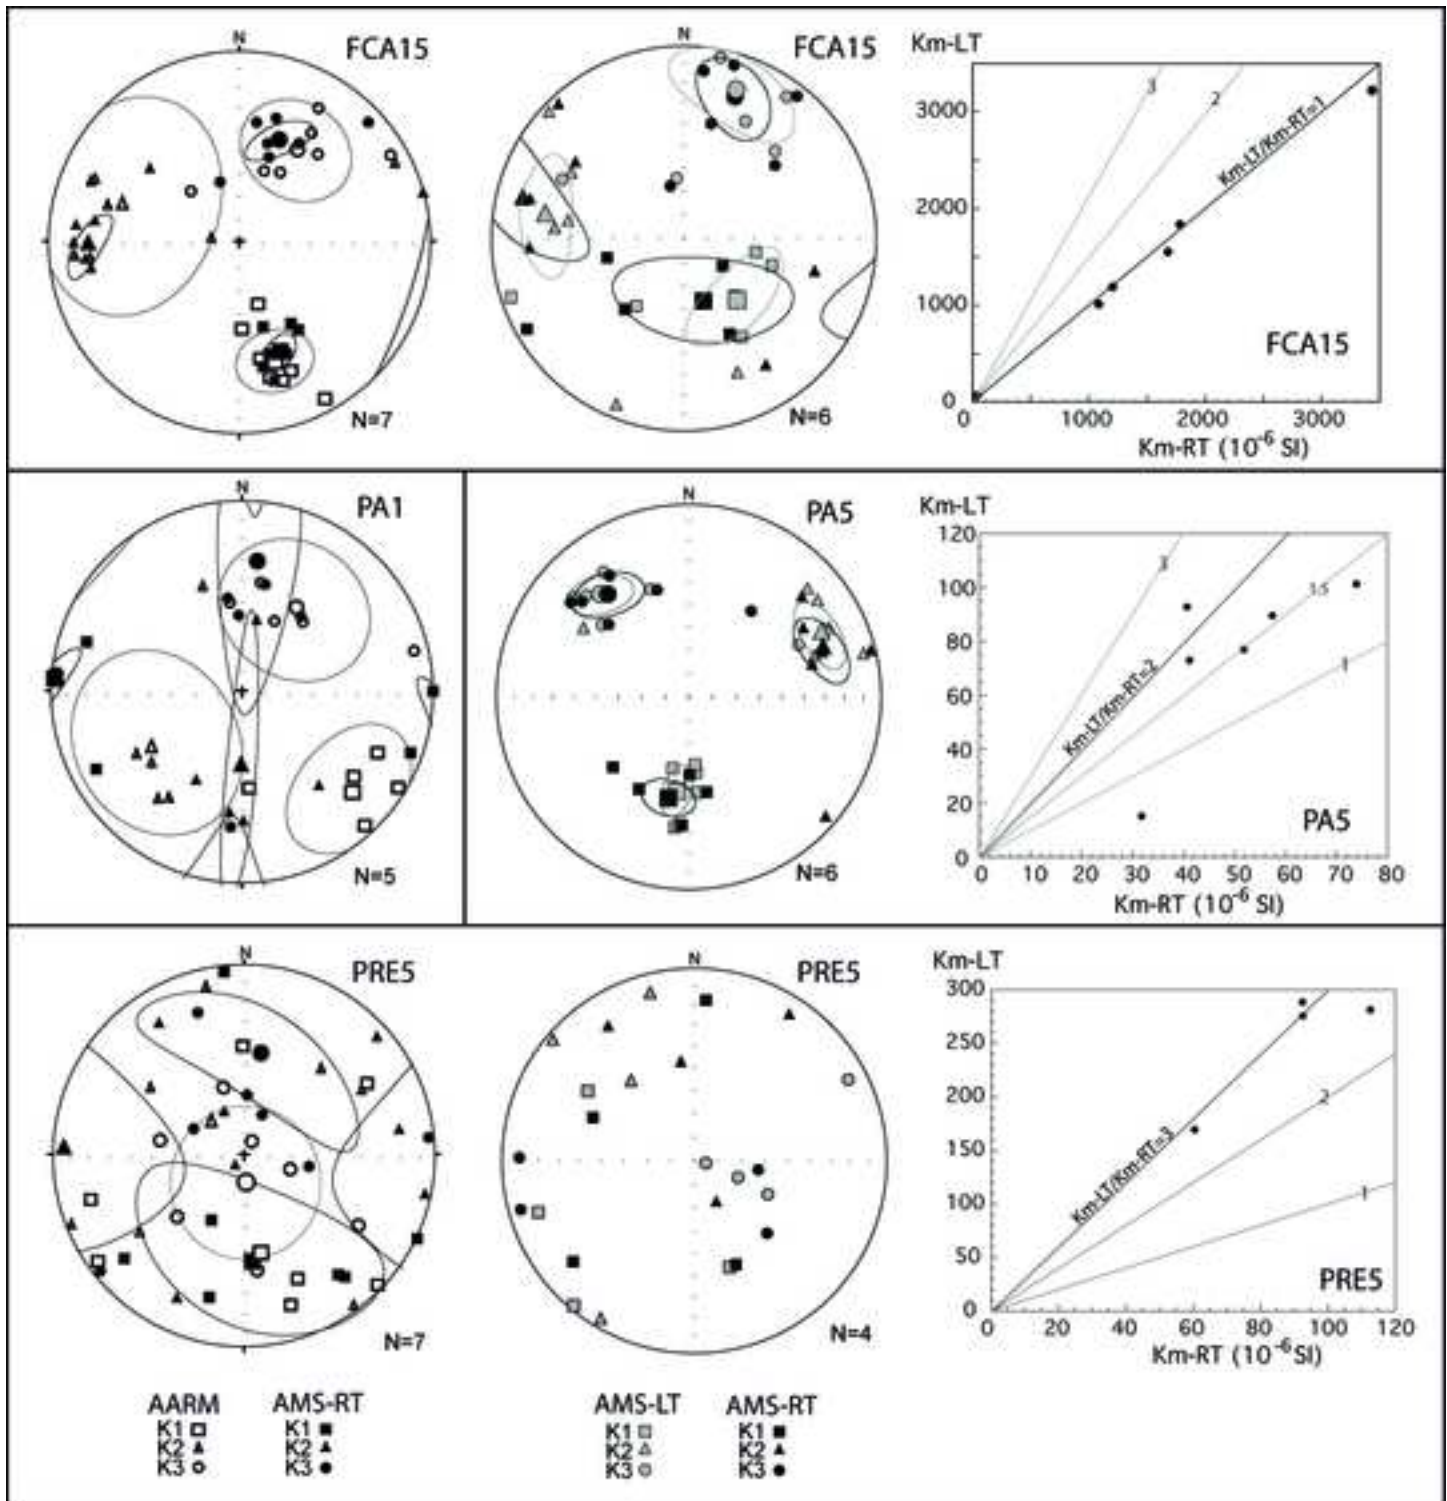 N
FCA15
N=7
N
FCA15
N=6
Km-LT
3000
2000
1000
0
3
2
Km-LT/Km-RT=1
FCA15
0
1000
2000
3000
Km-RT (10-6 SI)
N
PA1
N=5
N
PA5
N=6
Km-LT
120
100
80
60
40
20
0
3
Km-LT/Km-RT=2
1.5
1
PA5
0 10 20 30 40 50 60 70 80
Km-RT (10-6 SI)
N
PRE5
N=7
N
PRE5
N=4
Km-LT
300
250
200
150
100
50
0
Km-LT/Km-RT=3
2
1
PRE5
0 20 40 60 80 100 120
Km-RT (10-6 SI)
AARM AMS-RT
K1 K1
K2 K2
K3 K3
AMS-LT AMS-RT
K1 K1
K2 K2
K3 K3